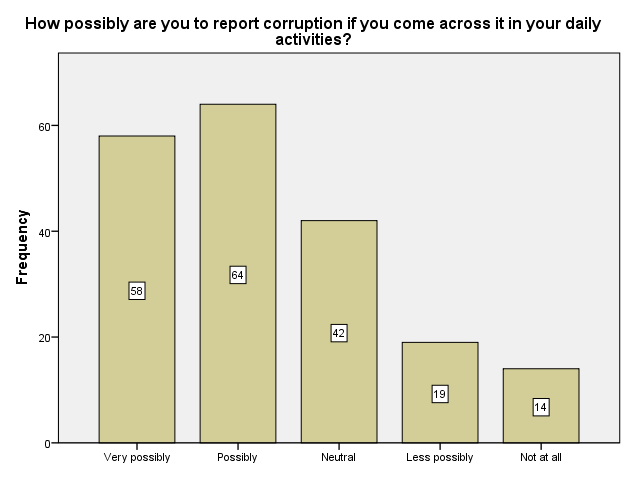 How possibly are you to report corruption if you come across it in your daily
activities?
Frequency
60
40
20
0
58
64
42
19
14
Very possibly
Possibly
Neutral
Less possibly
Not at all